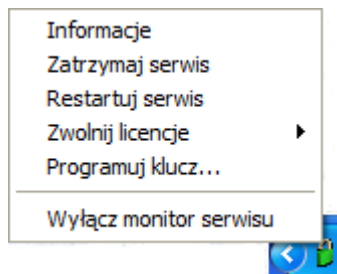 Informacje
Zatrzymaj serwis
Restartuj serwis
Zwolnij licencje
Programuj klucz...
Wyłącz monitor serwisu